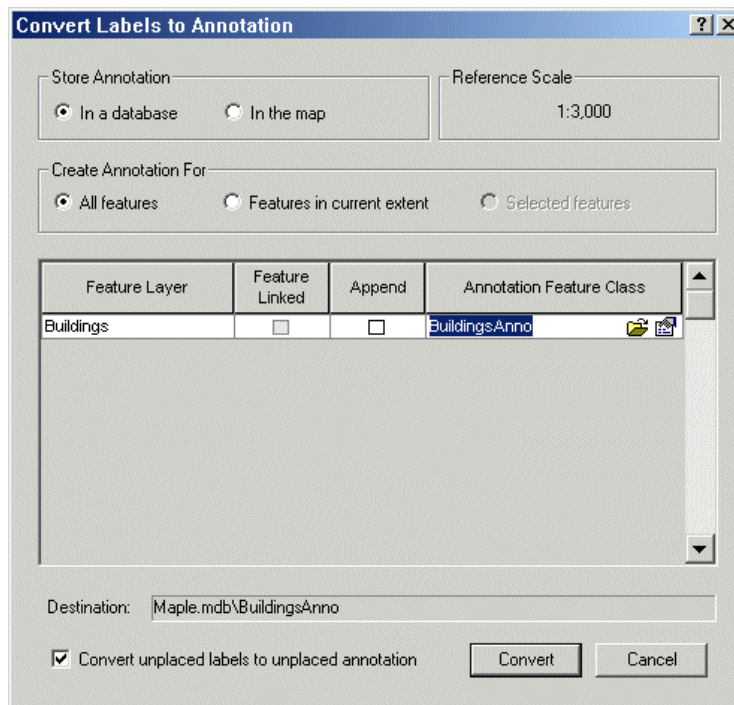 Convert Labels to Annotation
Store Annotation
In a database In the map
Reference Scale
1:3,000
Create Annotation For
All features Features in current extent Selected features
Feature Layer Feature Linked Append Annotation Feature Class
Buildings BuildingsAnno
Destination: Maple.mdb\BuildingsAnno
Convert unplaced labels to unplaced annotation Convert Cancel